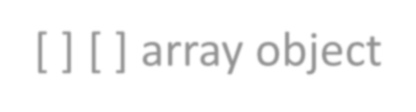 [ ] [ ] array object